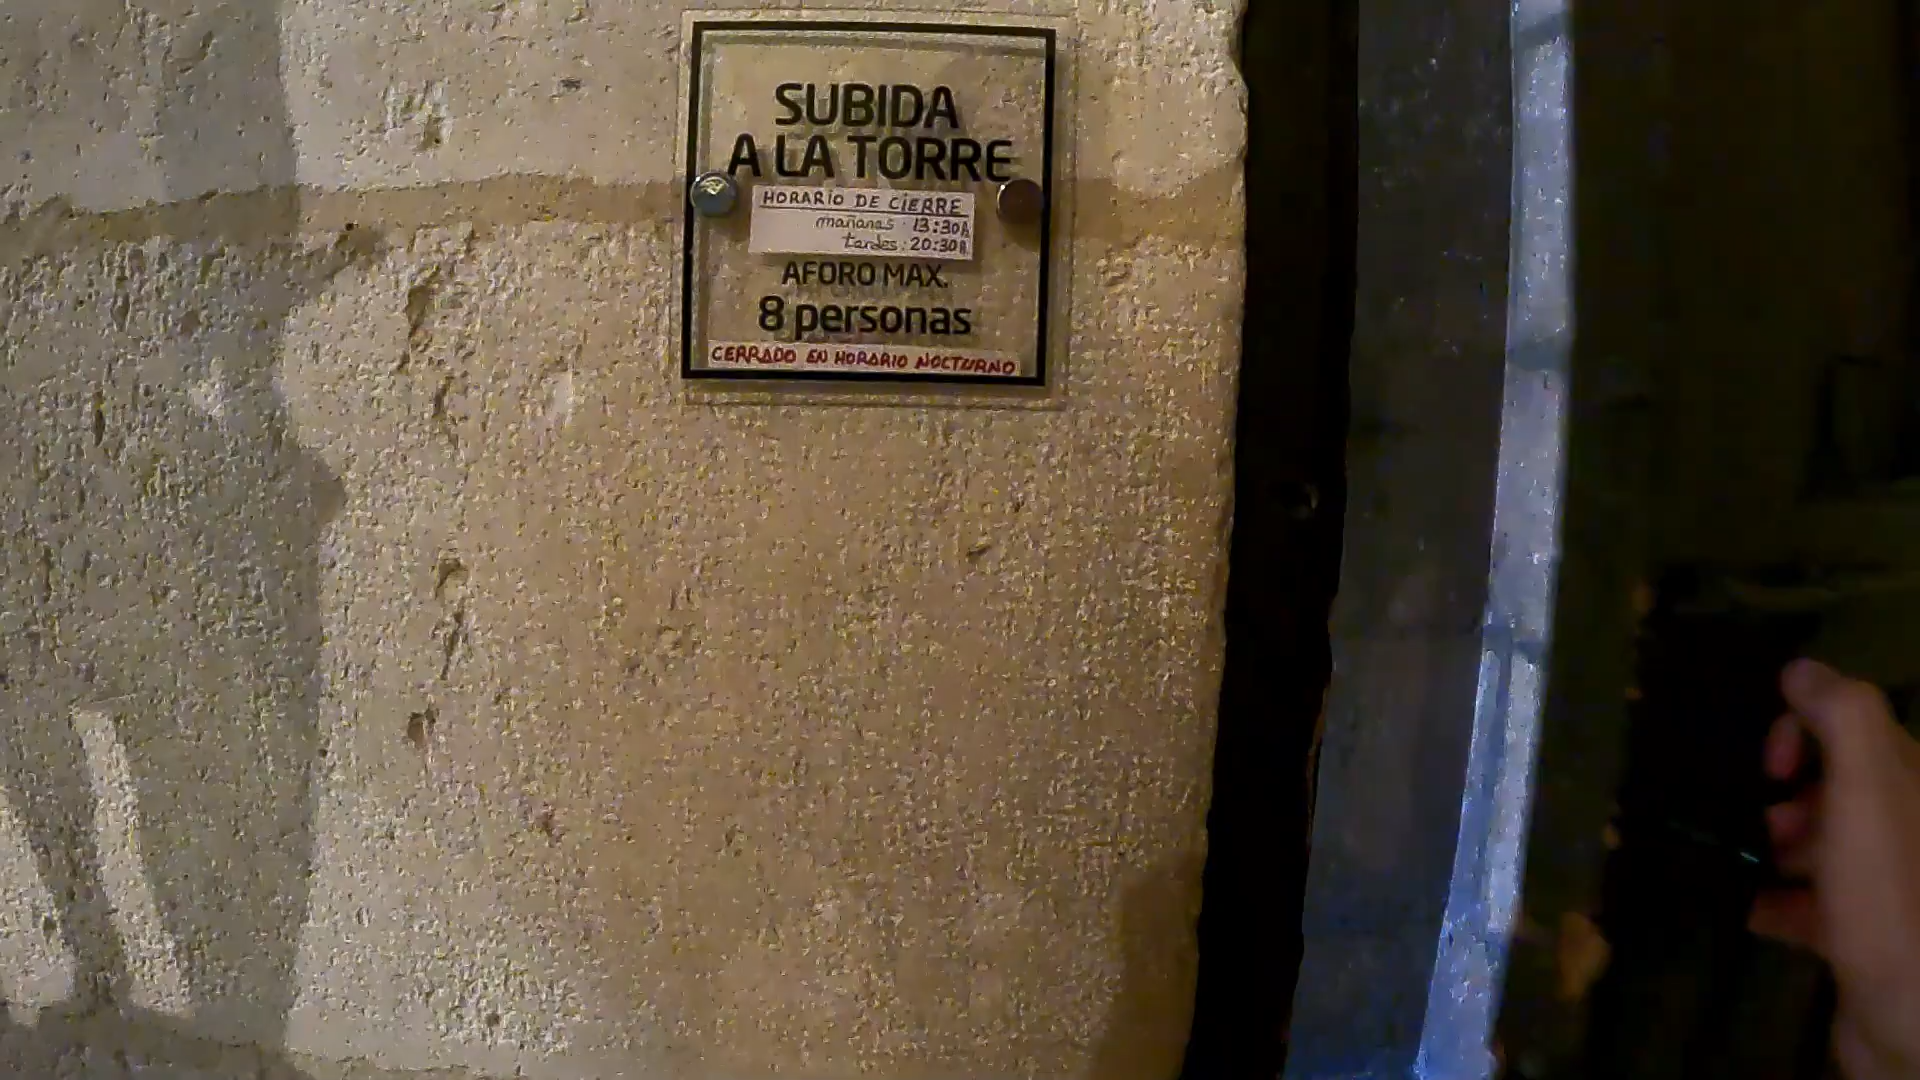 SUBIDA
A LA TORRE
HORARIO DE CIERRE
mañanas: 13:30h
tardes: 20:30h
AFORO MAX.
8 personas
CERRADO EN HORARIO NOCTURNO